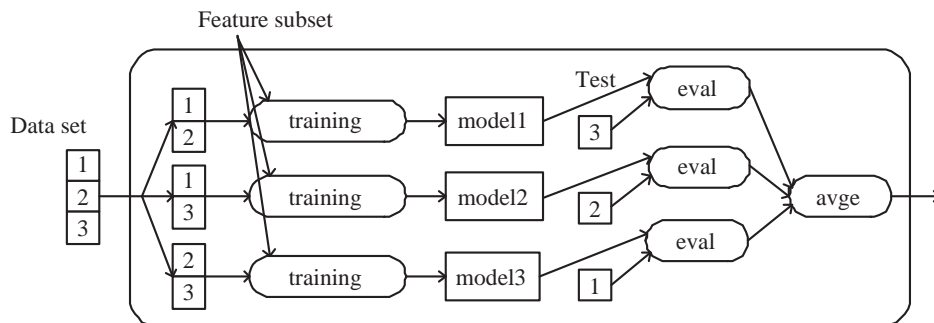 Feature subset
Data set
1
2
3
1
2
training
model1
Test
3
eval
1
3
training
model2
2
eval
avge
2
3
training
model3
1
eval